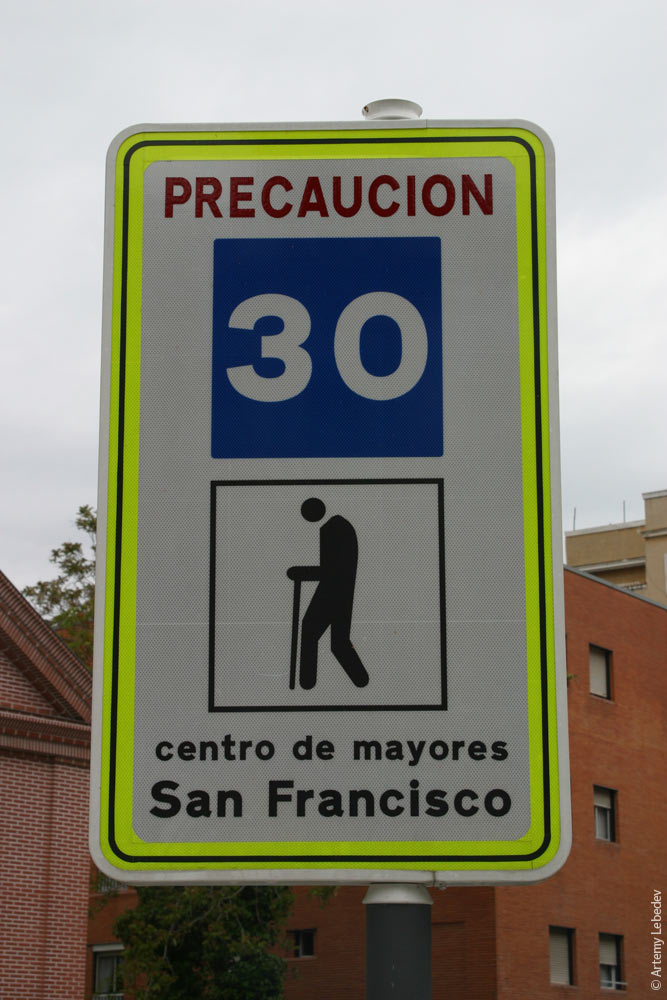 PRECAUCION
30
centro de mayores
San Francisco
© Artemy Lebedev